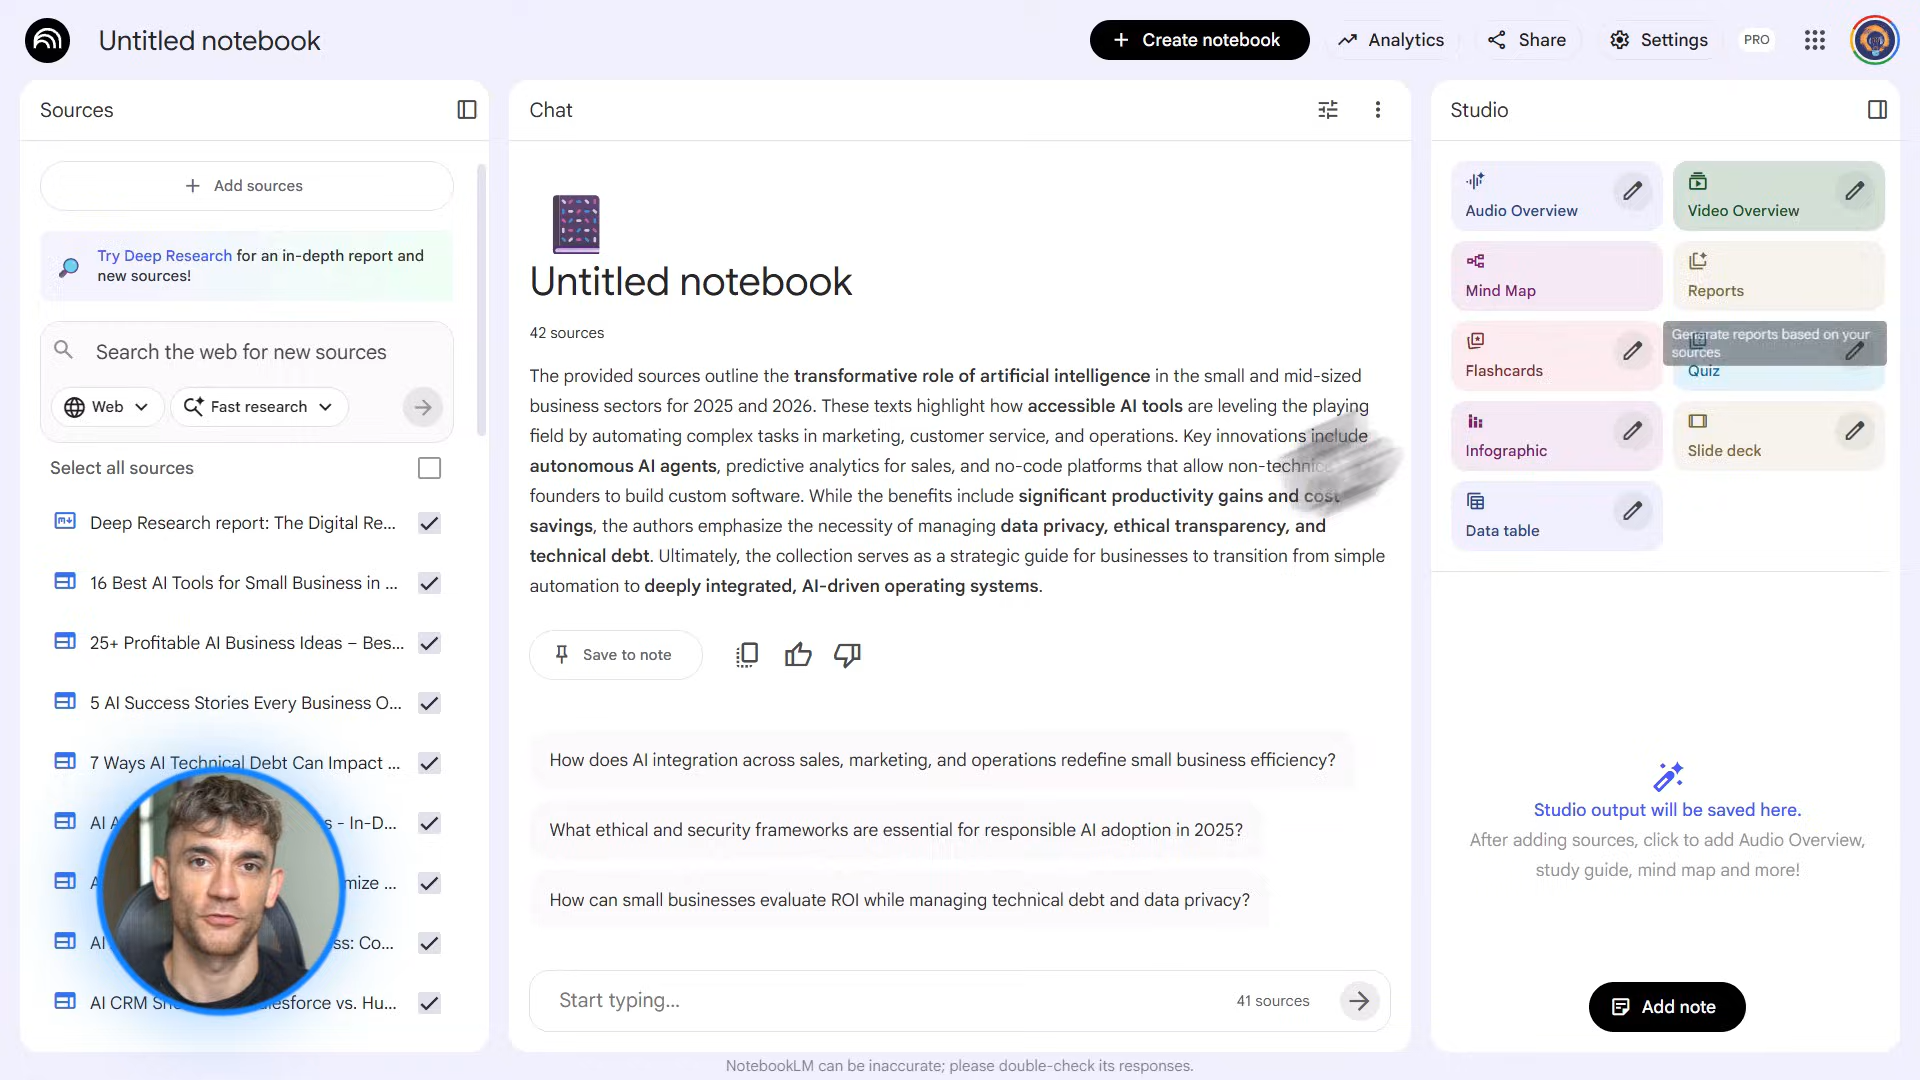 Untitled notebook
Create notebook
Analytics
Share
Settings
PRO
Sources
Add sources
Try Deep Research for an in-depth report and
new sources!
Search the web for new sources
Web
Fast research
Select all sources
Deep Research report: The Digital Re...
16 Best AI Tools for Small Business in ...
25+ Profitable AI Business Ideas – Bes...
5 AI Success Stories Every Business O...
7 Ways AI Technical Debt Can Impact ...
AI s - In-D...
mize ...
AI ss: Co...
AI CRM vs. Hu...
Chat
Untitled notebook
42 sources
The provided sources outline the transformative role of artificial intelligence in the small and mid-sized
business sectors for 2025 and 2026. These texts highlight how accessible AI tools are leveling the playing
field by automating complex tasks in marketing, customer service, and operations. Key innovations include
autonomous AI agents, predictive analytics for sales, and no-code platforms that allow
founders to build custom software. While the benefits include significant productivity gains and cost
savings, the authors emphasize the necessity of managing data privacy, ethical transparency, and
technical debt. Ultimately, the collection serves as a strategic guide for businesses to transition from simple
automation to deeply integrated, AI-driven operating systems.
Save to note
How does AI integration across sales, marketing, and operations redefine small business efficiency?
What ethical and security frameworks are essential for responsible AI adoption in 2025?
How can small businesses evaluate ROI while managing technical debt and data privacy?
Start typing...
41 sources
NotebookLM can be inaccurate; please double-check its responses.
Studio
Audio Overview
Video Overview
Mind Map
Reports
Generate reports based on your
sources
Flashcards
Quiz
Infographic
Slide deck
Data table
Studio output will be saved here.
After adding sources, click to add Audio Overview,
study guide, mind map and more!
Add note